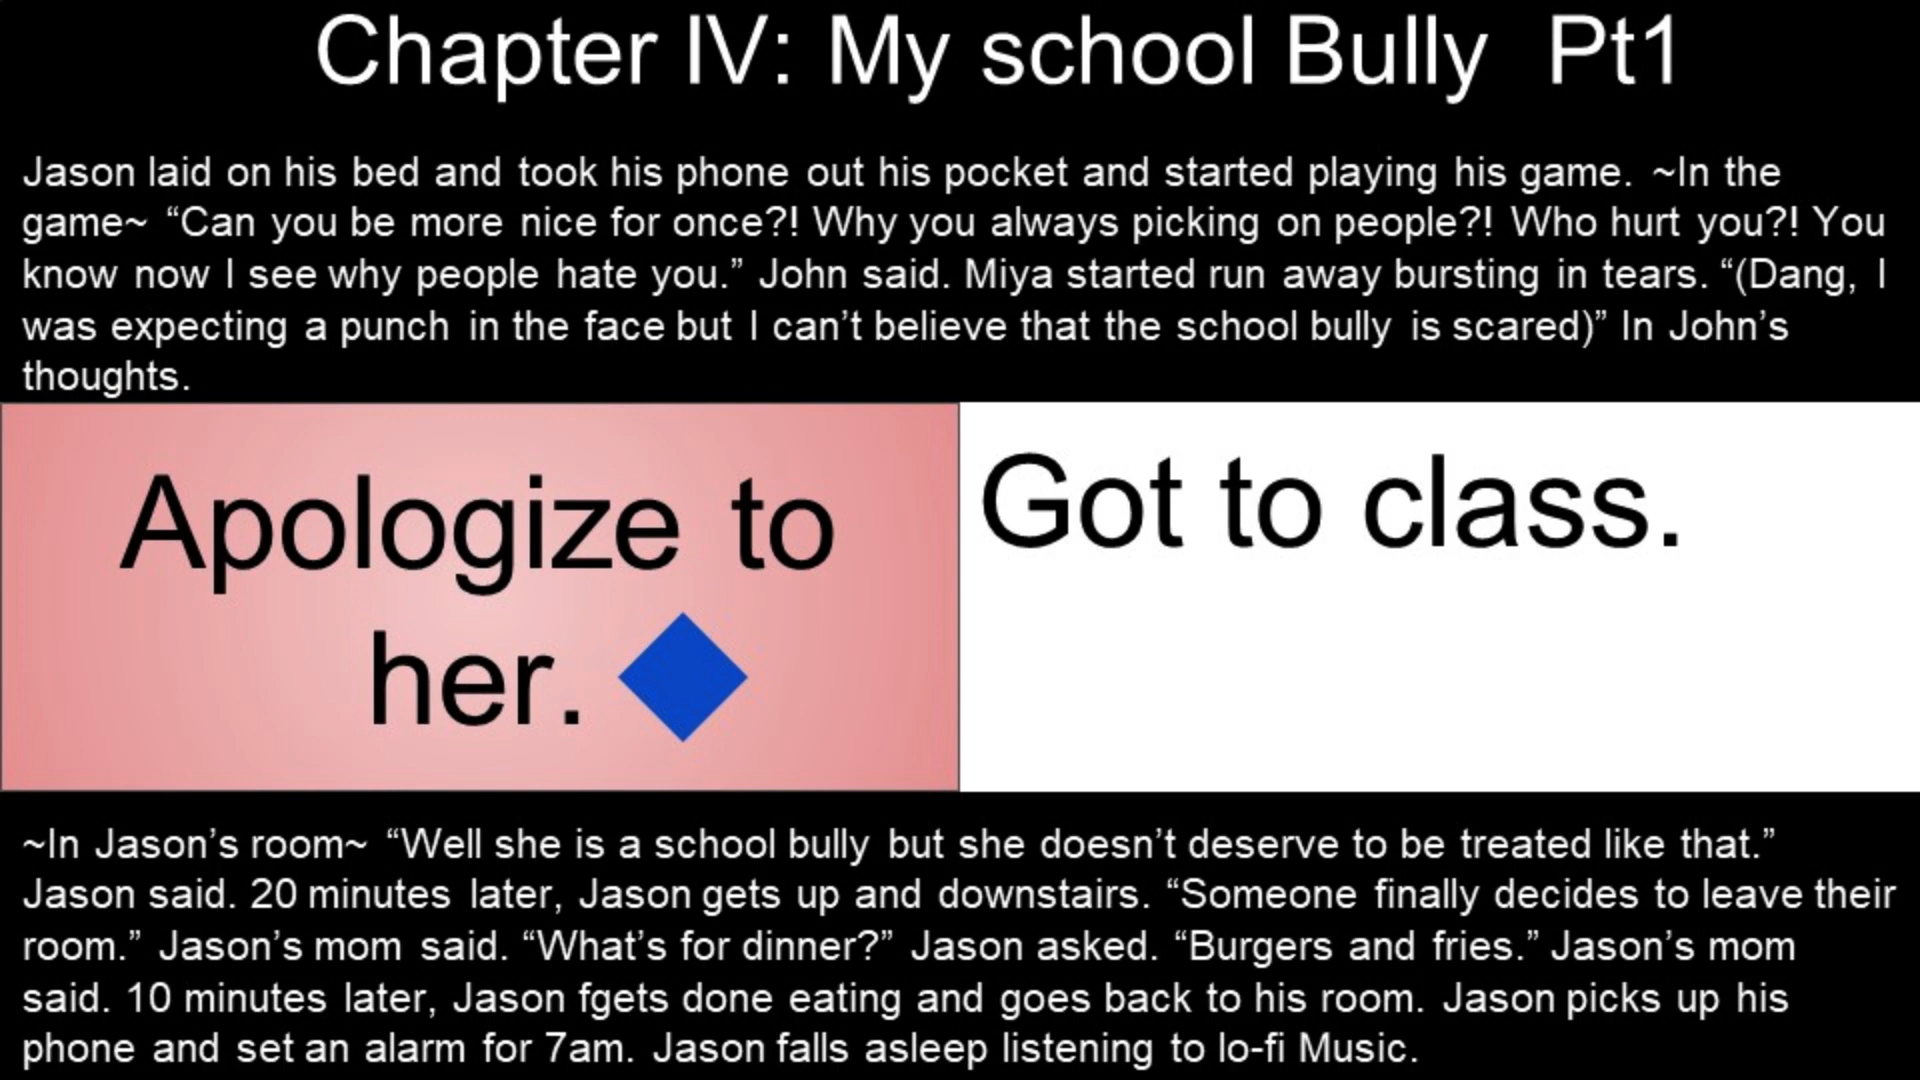 Chapter IV: My school Bully Pt1
Jason laid on his bed and took his phone out his pocket and started playing his game. ~In the
game~ “Can you be more nice for once?! Why you always picking on people?! Who hurt you?! You
know now I see why people hate you.” John said. Miya started run away bursting in tears. “(Dang, I
was expecting a punch in the face but I can’t believe that the school bully is scared)” In John’s
thoughts.
Apologize to
her.
Got to class.
~In Jason’s room~ “Well she is a school bully but she doesn’t deserve to be treated like that.”
Jason said. 20 minutes later, Jason gets up and downstairs. “Someone finally decides to leave their
room.” Jason’s mom said. “What’s for dinner?” Jason asked. “Burgers and fries.” Jason’s mom
said. 10 minutes later, Jason fgets done eating and goes back to his room. Jason picks up his
phone and set an alarm for 7am. Jason falls asleep listening to lo-fi Music.